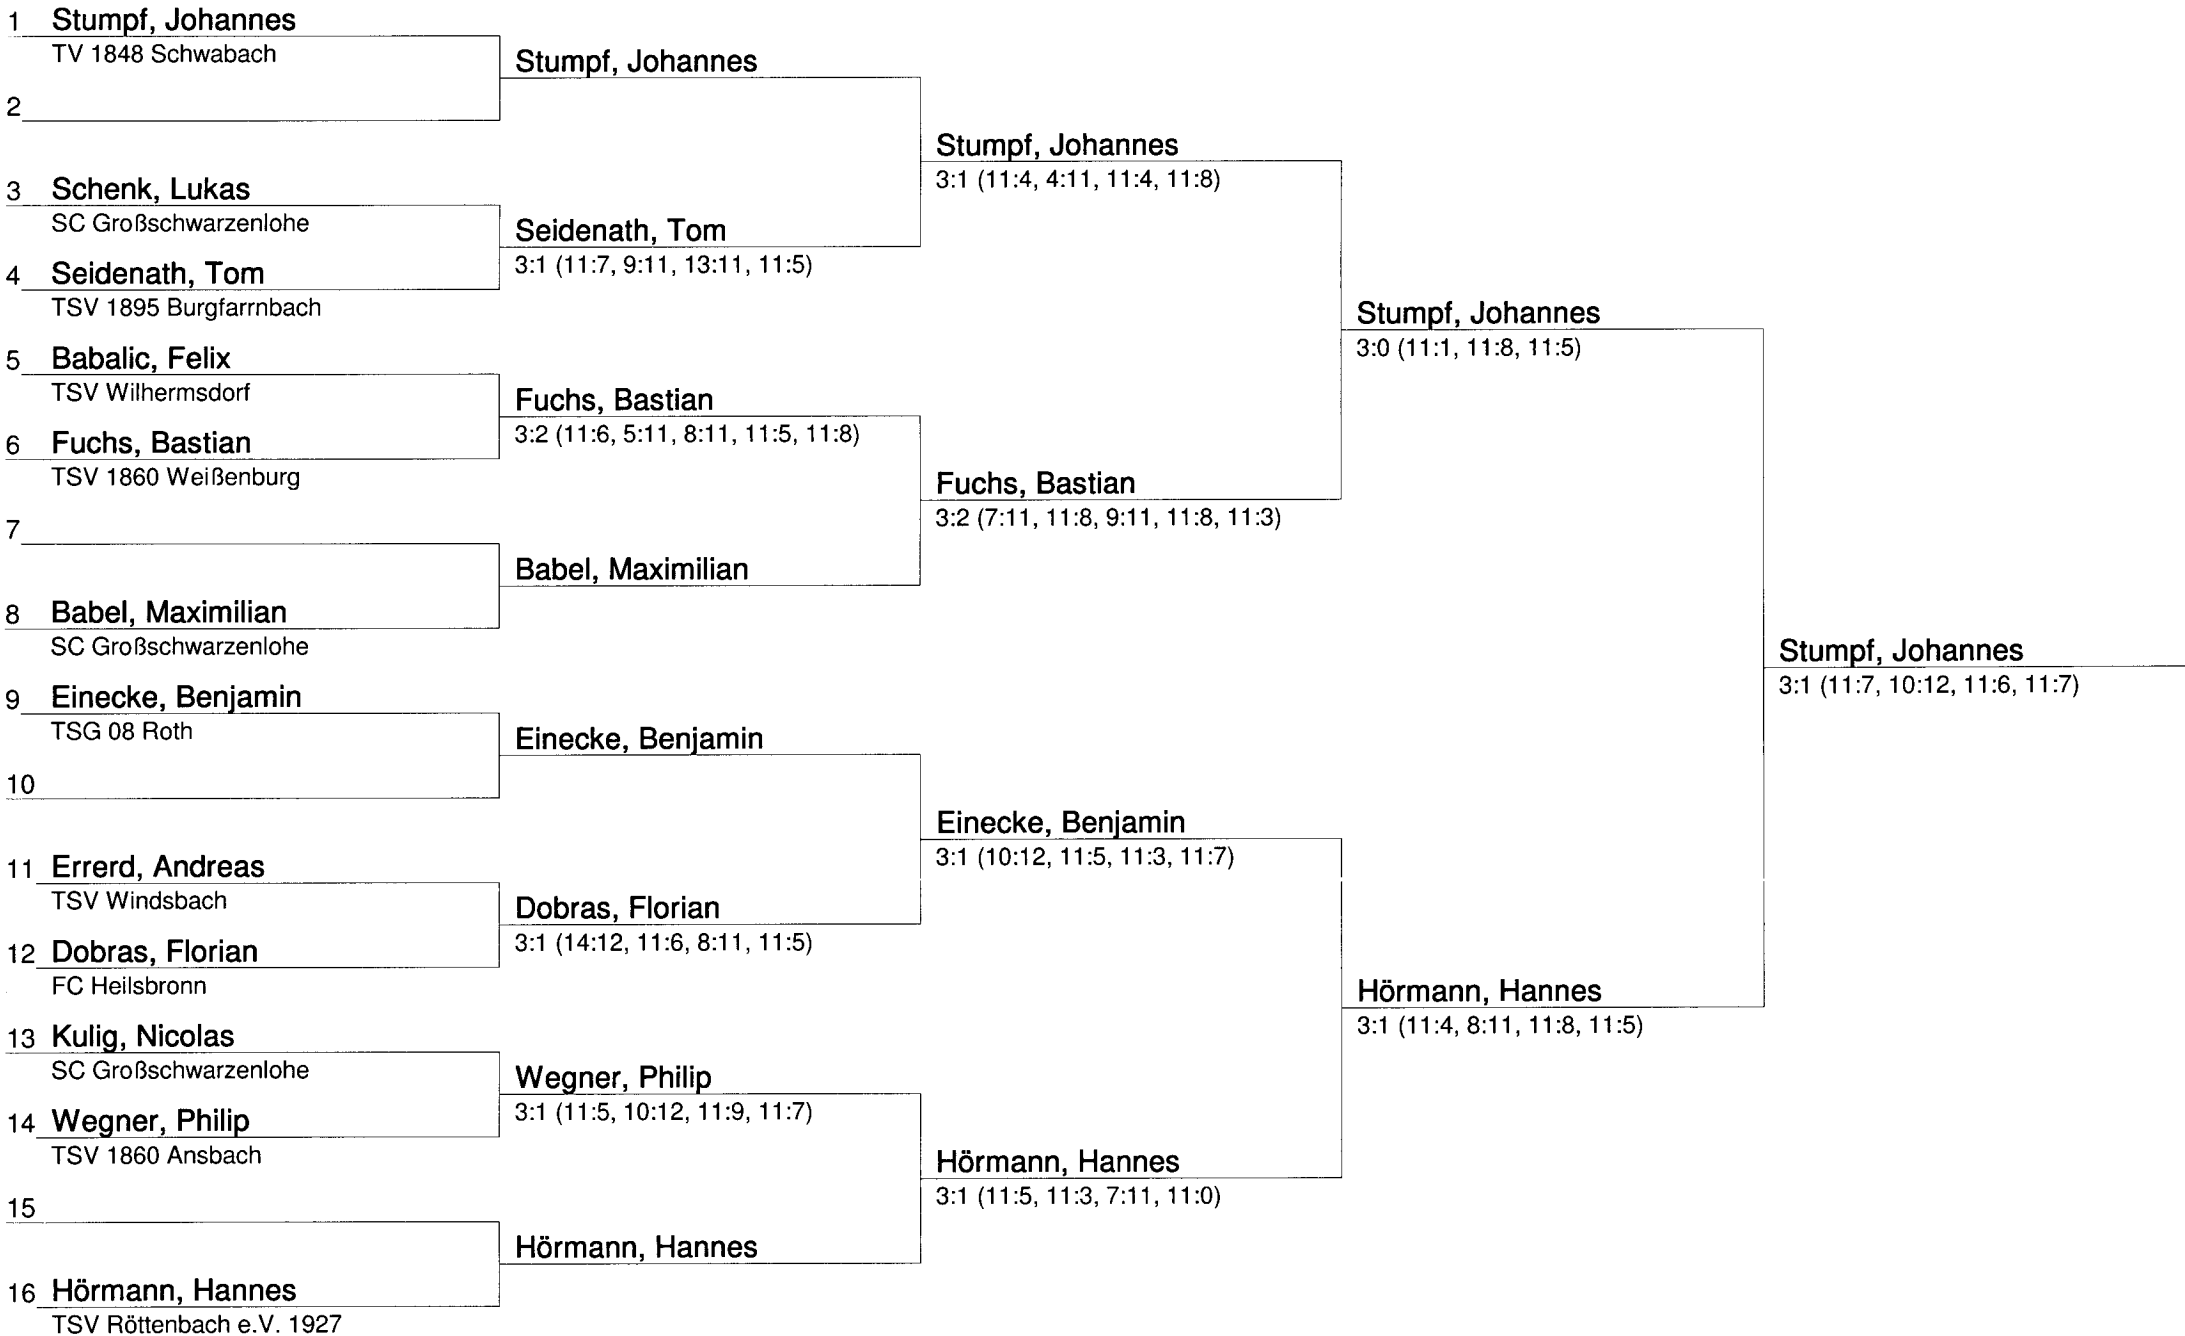 1 Stumpf, Johannes
TV 1848 Schwabach
2
3 Schenk, Lukas
SC Großschwarzenlohe
4 Seidenath, Tom
TSV 1895 Burgfarrnbach
5 Babalic, Felix
TSV Wilhermsdorf
6 Fuchs, Bastian
TSV 1860 Weißenburg
7
8 Babel, Maximilian
SC Großschwarzenlohe
9 Einecke, Benjamin
TSG 08 Roth
10
11 Errerd, Andreas
TSV Windsbach
12 Dobras, Florian
FC Heilsbronn
13 Kulig, Nicolas
SC Großschwarzenlohe
14 Wegner, Philip
TSV 1860 Ansbach
15
16 Hörmann, Hannes
TSV Röttenbach e.V. 1927
Stumpf, Johannes
Seidenath, Tom
3:1 (11:7, 9:11, 13:11, 11:5)
Fuchs, Bastian
3:2 (11:6, 5:11, 8:11, 11:5, 11:8)
Babel, Maximilian
Einecke, Benjamin
Dobras, Florian
3:1 (14:12, 11:6, 8:11, 11:5)
Wegner, Philip
3:1 (11:5, 10:12, 11:9, 11:7)
Hörmann, Hannes
Stumpf, Johannes
3:1 (11:4, 4:11, 11:4, 11:8)
Fuchs, Bastian
3:2 (7:11, 11:8, 9:11, 11:8, 11:3)
Einecke, Benjamin
3:1 (10:12, 11:5, 11:3, 11:7)
Hörmann, Hannes
3:1 (11:5, 11:3, 7:11, 11:0)
Stumpf, Johannes
3:0 (11:1, 11:8, 11:5)
Hörmann, Hannes
3:1 (11:4, 8:11, 11:8, 11:5)
Stumpf, Johannes
3:1 (11:7, 10:12, 11:6, 11:7)